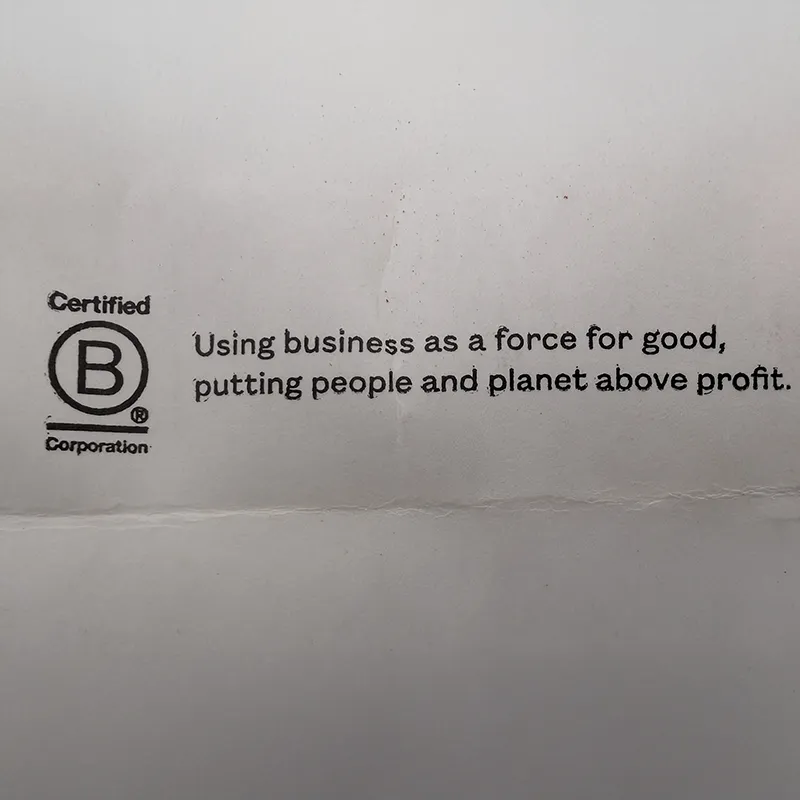 Certified
B
®
Corporation
Using business as a force for good,
putting people and planet above profit.